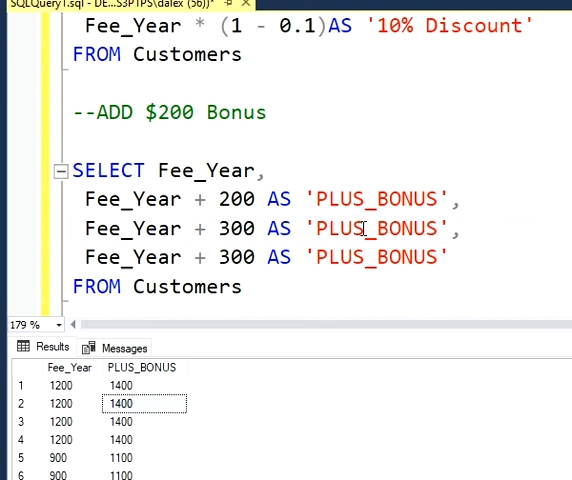 SQLQuery1.sql - DE...S3PTPS\dalex (56))*
Fee_Year * (1 - 0.1)AS '10% Discount'
FROM Customers
--ADD $200 Bonus
SELECT Fee_Year,
Fee_Year + 200 AS 'PLUS_BONUS',
Fee_Year + 300 AS 'PLUS_BONUS',
Fee_Year + 300 AS 'PLUS_BONUS'
FROM Customers
179 %
Results Messages
Fee_Year PLUS_BONUS
1 1200 1400
2 1200 1400
3 1200 1400
4 1200 1400
5 900 1100
6 900 1100